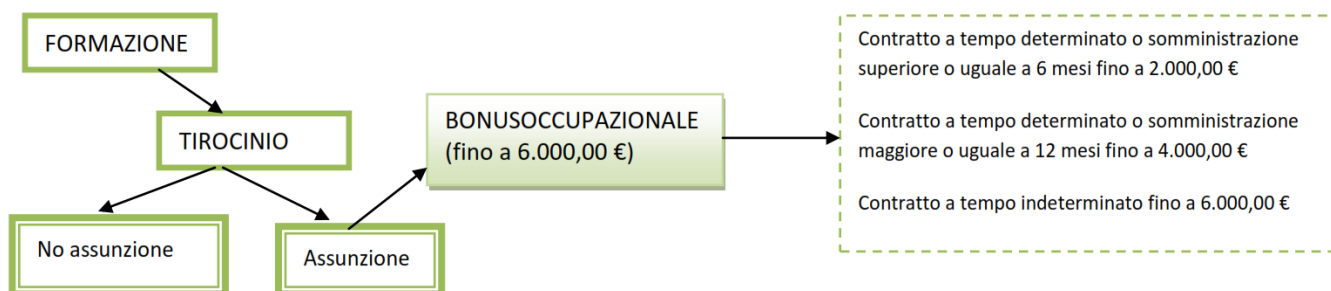 FORMAZIONE
TIROCINIO
No assunzione
Assunzione
BONUSOCCUPAZIONALE
(fino a 6.000,00 €)
Contratto a tempo determinato o somministrazione
superiore o uguale a 6 mesi fino a 2.000,00 €
Contratto a tempo determinato o somministrazione
maggiore o uguale a 12 mesi fino a 4.000,00 €
Contratto a tempo indeterminato fino a 6.000,00 €